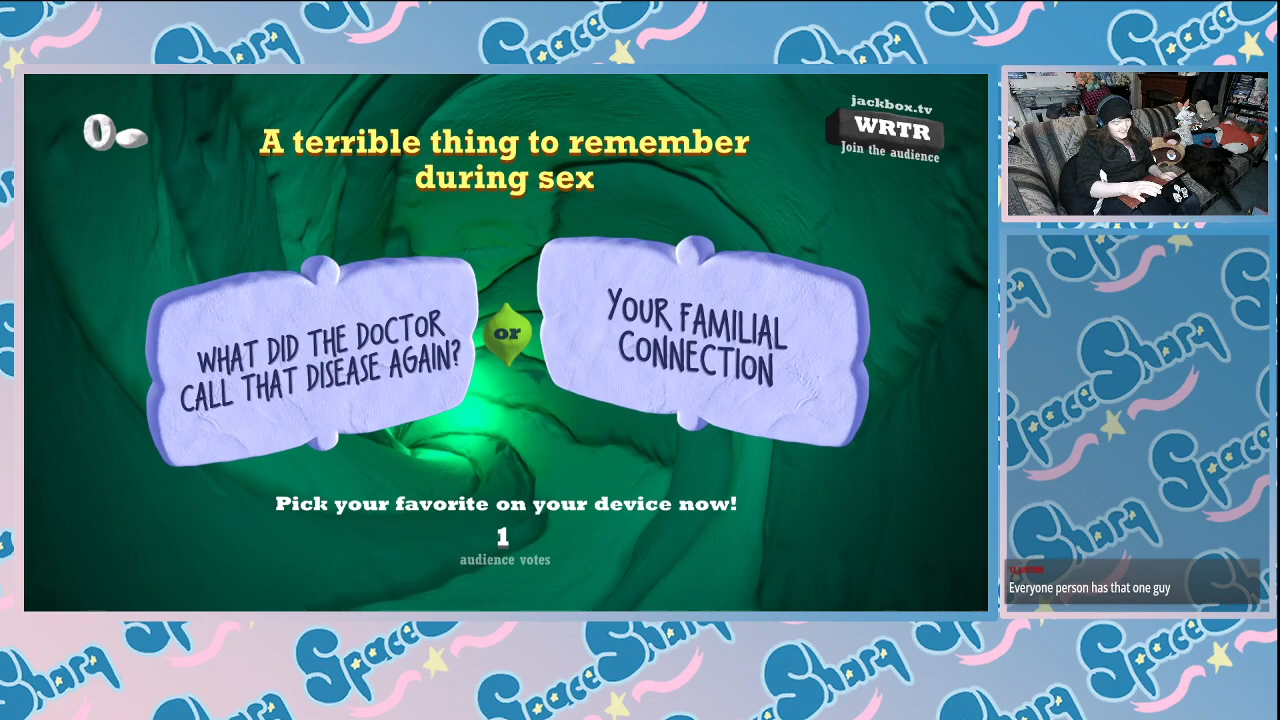 jackbox.tv
WRTR
Join the audience
0
A terrible thing to remember
during sex
WHAT DID THE DOCTOR
CALL THAT DISEASE AGAIN?
or
YOUR FAMILIAL
CONNECTION
Pick your favorite on your device now!
1
audience votes
Everyone person has that one guy
SpaceSharq